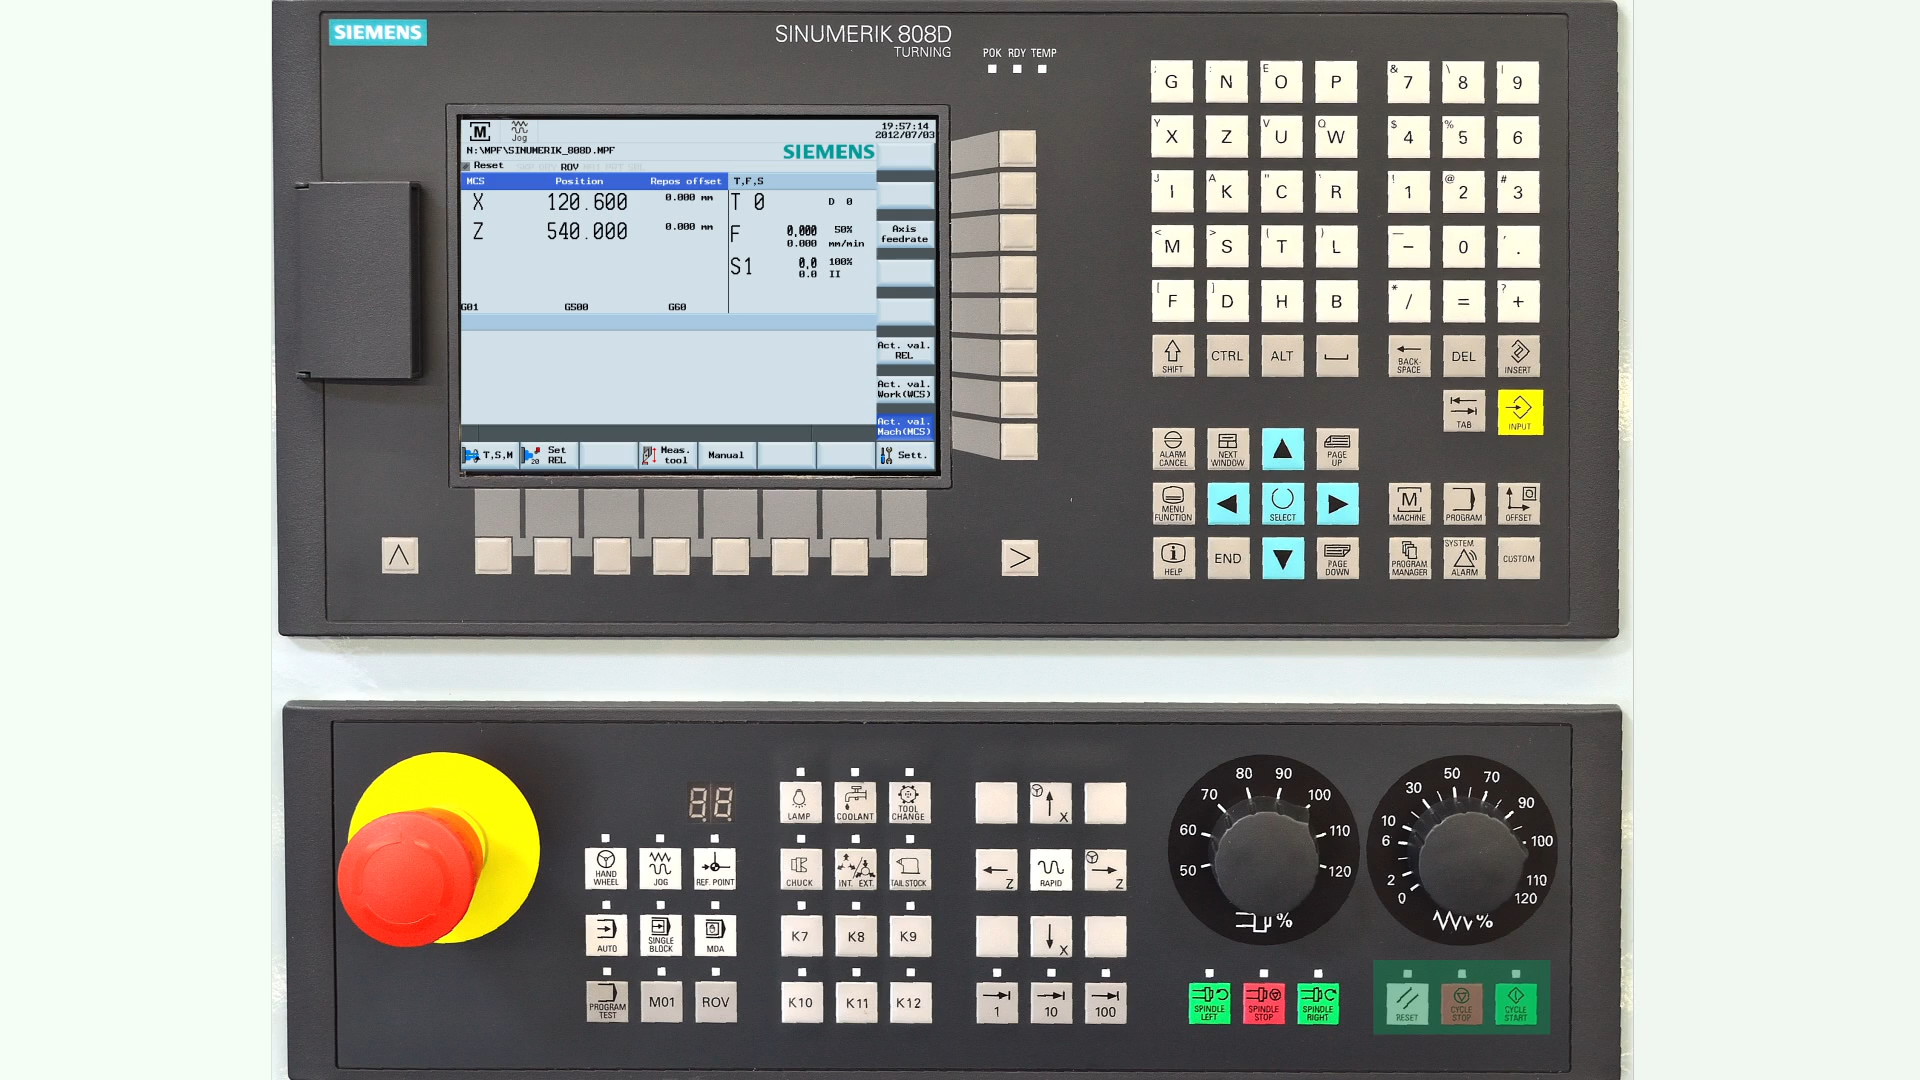 SIEMENS
SINUMERIK 808D
TURNING
POK RDY TEMP
M
Jog
19:57:14
2012/07/03
N:\MPF\SINUMERIK_808D.MPF
SIEMENS
Reset
ROV
MCS Position Repos offset T,F,S
X 120.600 0.000 mm T 0 D 0
Z 540.000 0.000 mm F 0,000 50%
0.000 mm/min
S1 0,0 100%
0.0 II
G01 G500 G60
Axis
feedrate
Act. val.
REL
Act. val.
Work(WCS)
Act. val.
Mach(MCS)
T,S,M
20
Set
REL
Meas.
tool
Manual
Sett.
; G
: N
E O
P
& 7
\ 8
| 9
Y X
Z
V U
Q W
$ 4
% 5
6
J I
A K
" C
' R
! 1
@ 2
# 3
< M
> S
( T
) L
_ -
0
, .
[ F
] D
H
B
* /
=
? +
SHIFT
CTRL
ALT
BACK-
SPACE
DEL
INSERT
TAB
INPUT
ALARM
CANCEL
NEXT
WINDOW
PAGE
UP
MENU
FUNCTION
SELECT
M
MACHINE
PROGRAM
OFFSET
HELP
END
PAGE
DOWN
PROGRAM
MANAGER
SYSTEM
ALARM
CUSTOM
8.8.
HAND
WHEEL
JOG
REF. POINT
AUTO
SINGLE
BLOCK
MDA
PROGRAM
TEST
M01
ROV
LAMP
COOLANT
TOOL
CHANGE
CHUCK
INT. EXT.
TAILSTOCK
K7
K8
K9
K10
K11
K12
X
Z
RAPID
Z
X
1
10
100
50
60
70
80
90
100
110
120
%
0
2
6
10
30
50
70
90
100
110
120
%
SPINDLE
LEFT
SPINDLE
STOP
SPINDLE
RIGHT
RESET
CYCLE
STOP
CYCLE
START